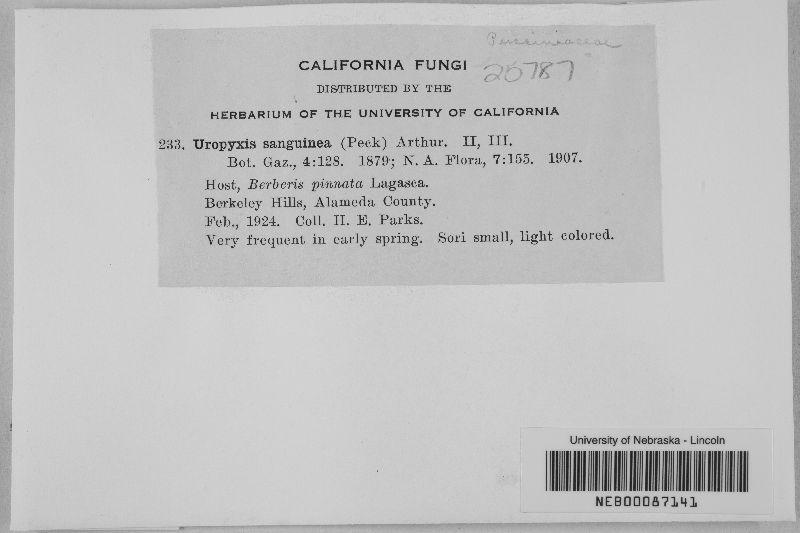 Pucciniaceae
CALIFORNIA FUNGI
25787
DISTRIBUTED BY THE
HERBARIUM OF THE UNIVERSITY OF CALIFORNIA
233. Uropyxis sanguinea (Peck) Arthur. II, III.
Bot. Gaz., 4:128. 1879; N. A. Flora, 7:155. 1907.
Host, Berberis pinnata Lagasca.
Berkeley Hills, Alameda County.
Feb., 1924. Coll. H. E. Parks.
Very frequent in early spring. Sori small, light colored.
University of Nebraska - Lincoln
NEB00087141